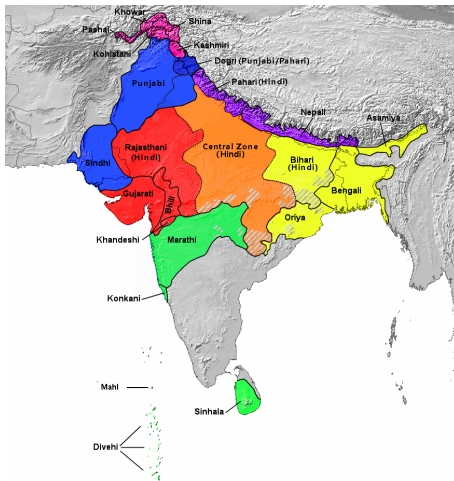 Khowar
Shina
Pashai
Kashmiri
Kohistani
Dogri (Punjabi/Pahari)
Punjabi
Pahari (Hindi)
Nepali
Asamiya
Rajasthani
(Hindi)
Central Zone
(Hindi)
Bihari
(Hindi)
Sindhi
Bengali
Gujarati
Bhili
Oriya
Khandeshi
Marathi
Konkani
Mahl
Sinhala
Divehi